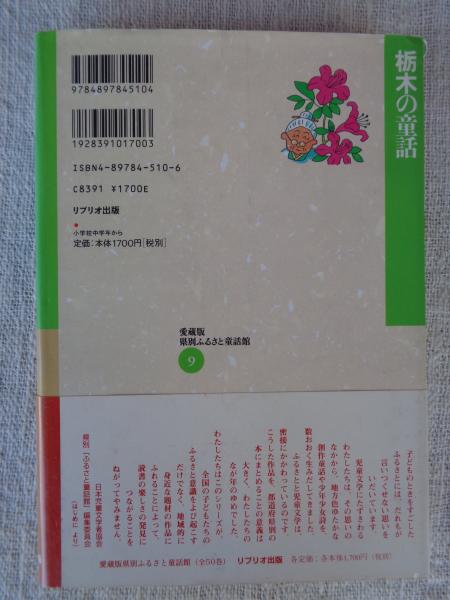 栃木の童話
9784897845104
1928391017003
ISBN4-89784-510-6
C8391 ¥1700E
リブリオ出版
小学校中学年から
定価:本体1700円[税別]
愛蔵版
県別ふるさと童話館
9
子どものときをすごした
ふるさとには、だれもが
言いつくせない思いを
いだいています。
児童文学にたずさわる
わたしたちは、その思いの
なかから、地方色ゆたかな
創作童話や少年少女詩を、
数おおく生みだしてきました。
ふるさとと児童文学は、
密接にかかわっているのです。
こうした作品を、都道府県別の
本にまとめることの意義は
大きく、わたしたちの
なが年のゆめでした。
わたしたちはこのシリーズが、
全国の子どもたちの
ふるさと意識をよび起こす
だけでなく、地域的に
身近な題材の作品に
ふれることによって、
読書の楽しさの発見に
つながることを
ねがってやみません。
日本児童文学者協会
県別「ふるさと童話館」編集委員会
(はじめに より)
愛蔵版県別ふるさと童話館(全50巻) リブリオ出版 各定価:各本体1,700円(税別)